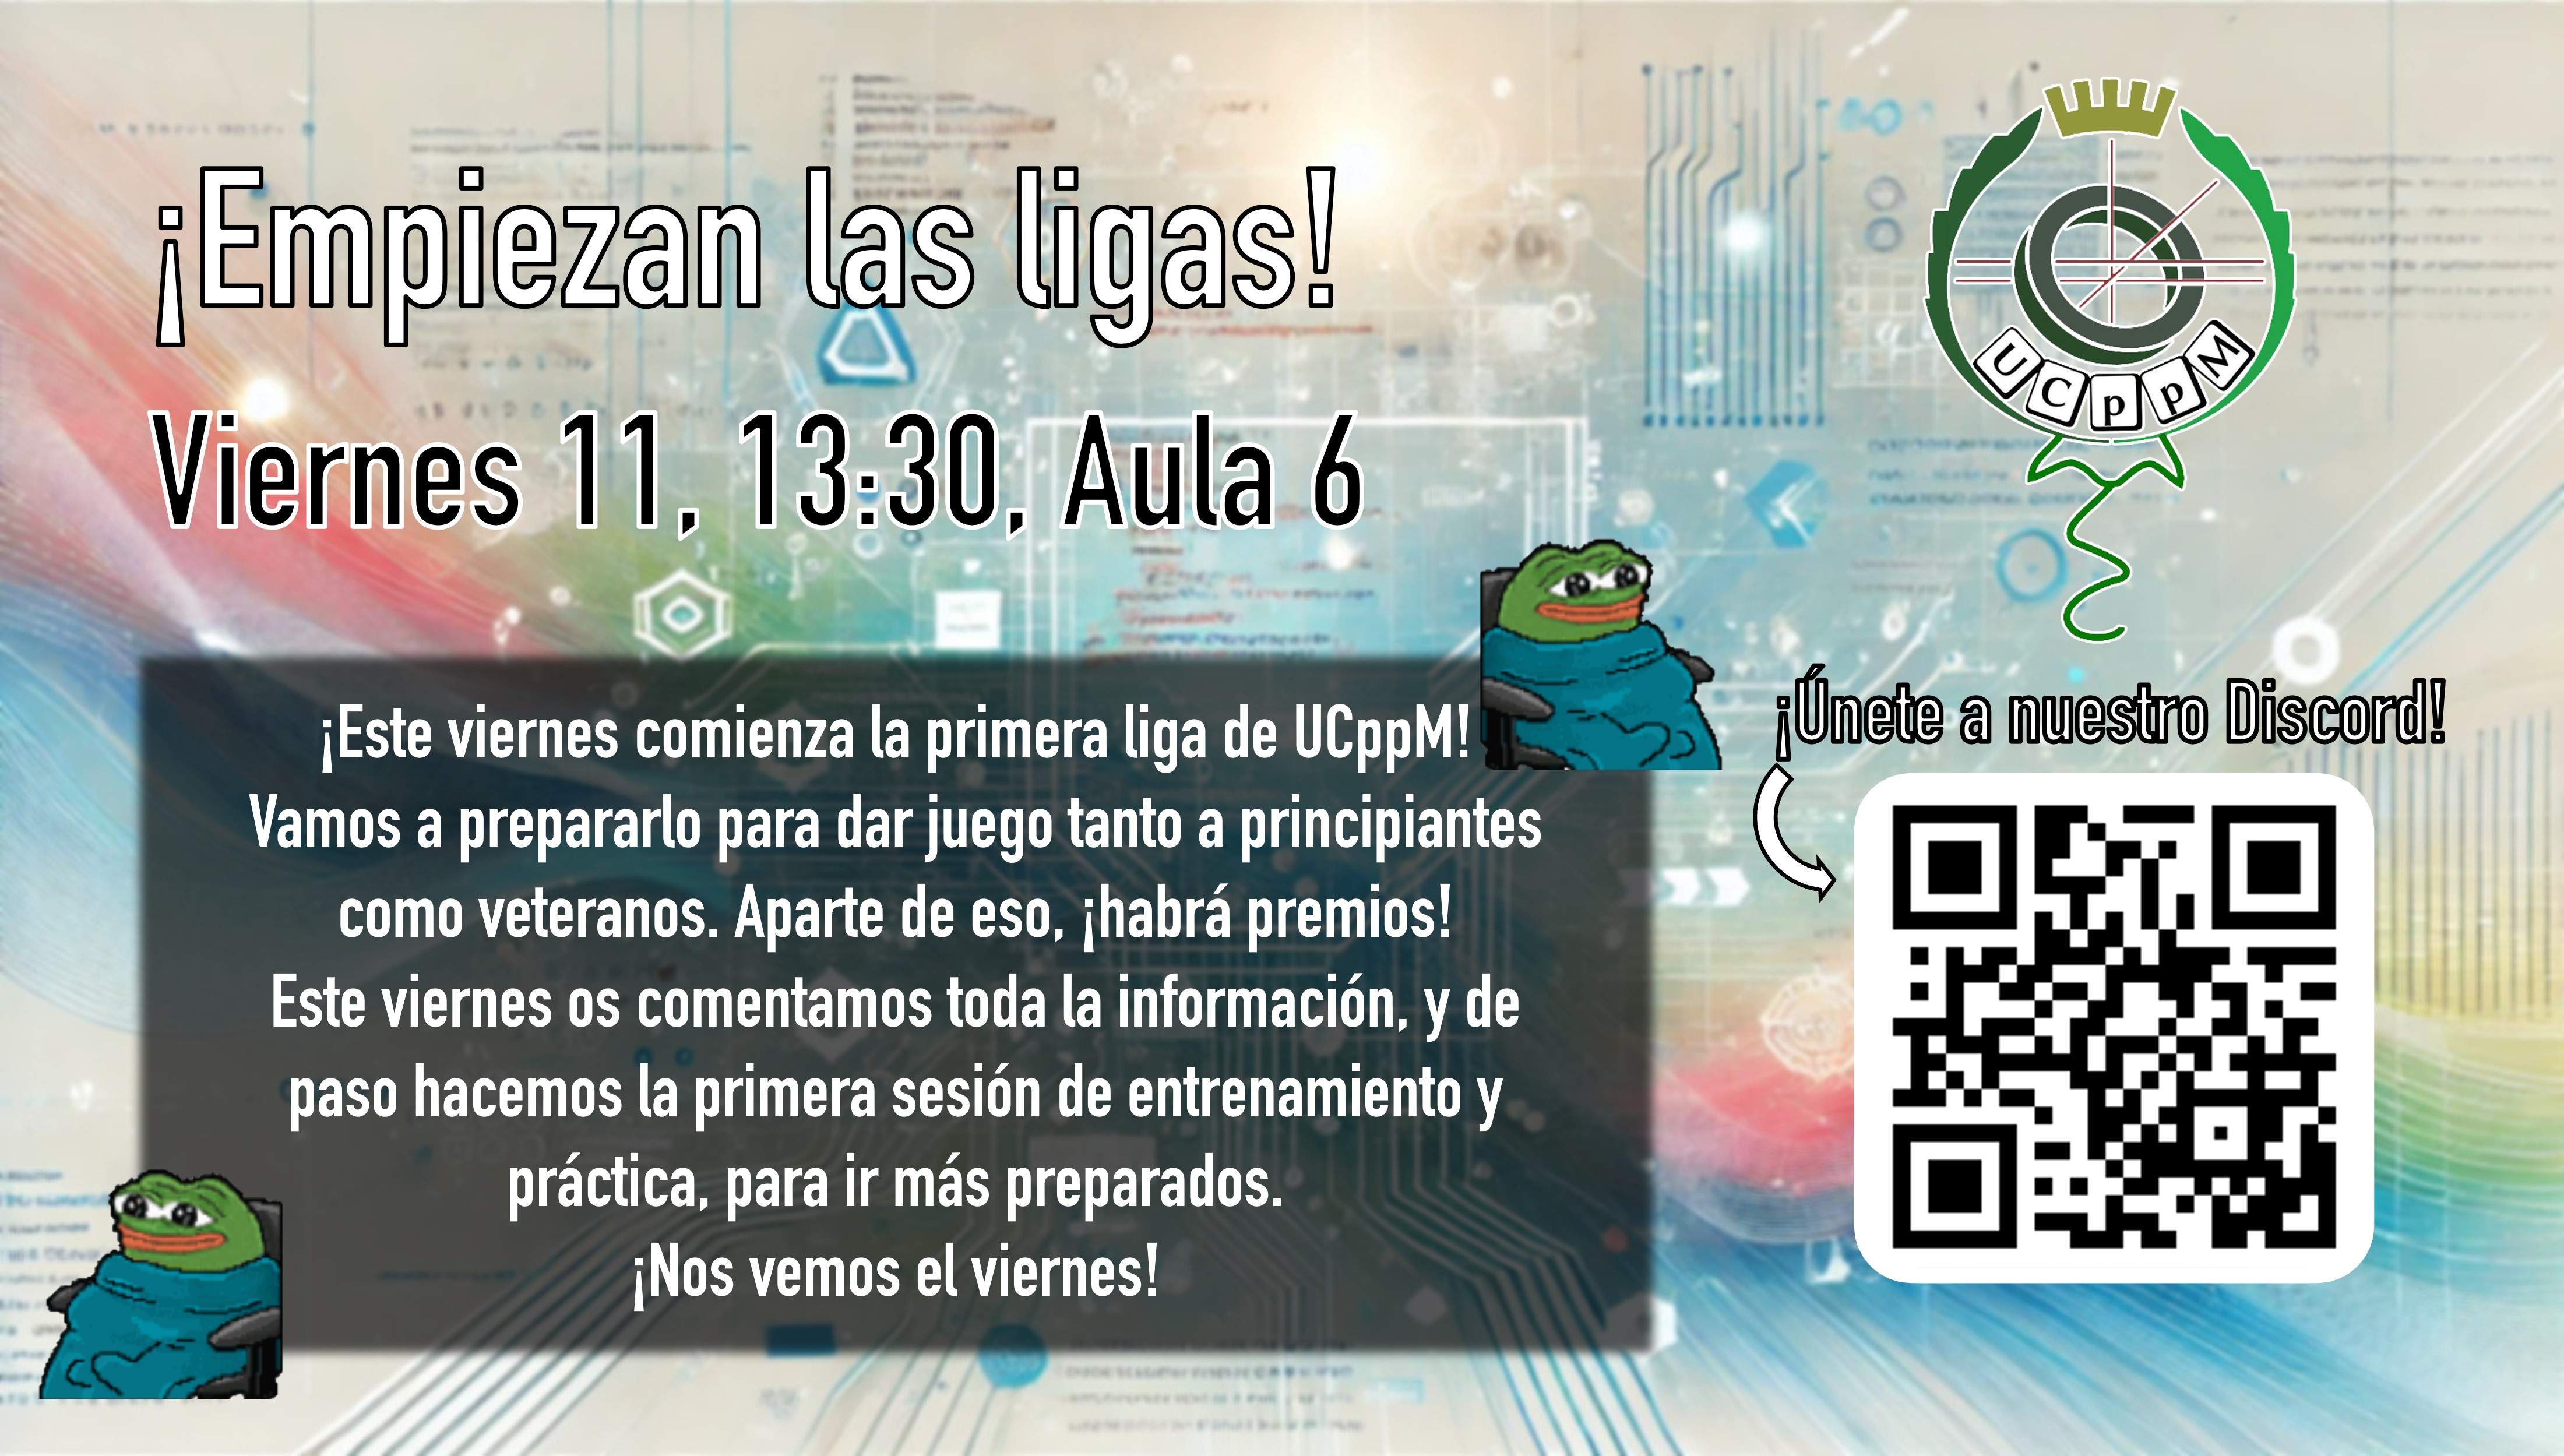 ¡Empiezan las ligas!
Viernes 11, 13:30, Aula 6
¡Este viernes comienza la primera liga de UCppM!
Vamos a prepararlo para dar juego tanto a principiantes
como veteranos. Aparte de eso, ¡habrá premios!
Este viernes os comentamos toda la información, y de
paso hacemos la primera sesión de entrenamiento y
práctica, para ir más preparados.
¡Nos vemos el viernes!
UCppM
¡Únete a nuestro Discord!